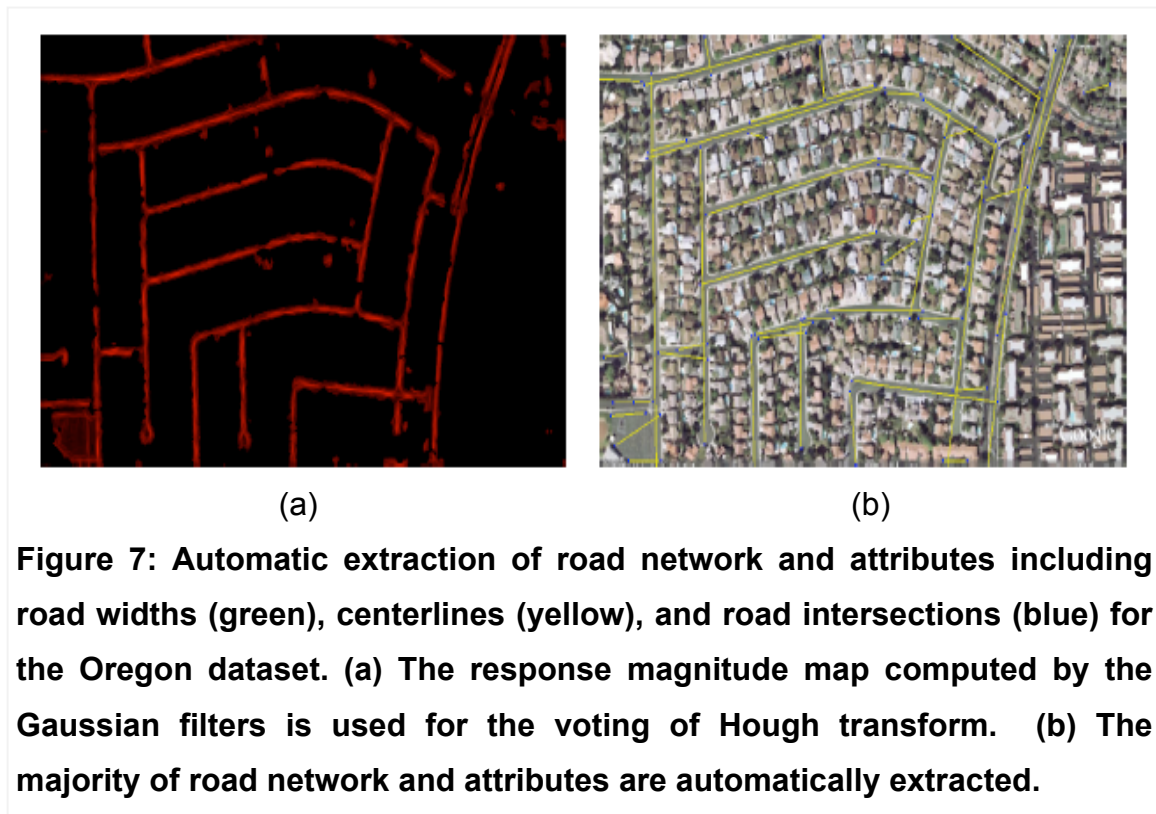 Google
(a)
(b)
Figure 7: Automatic extraction of road network and attributes including
road widths (green), centerlines (yellow), and road intersections (blue) for
the Oregon dataset. (a) The response magnitude map computed by the
Gaussian filters is used for the voting of Hough transform. (b) The
majority of road network and attributes are automatically extracted.